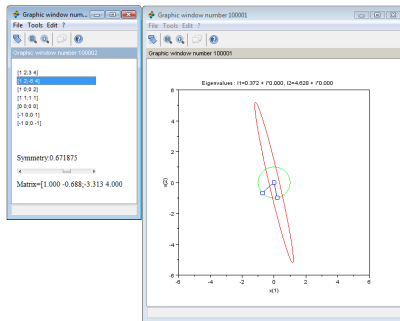 Graphic window num...
File Tools Edit ?
Graphic window number 100002
[1 2;3 4]
[1 2;-6 4]
[1 0;0 2]
[1 1;1 1]
[0 0;0 0]
[-1 0;0 1]
[-1 0;0 -1]
Symmetry:0.671875
Matrix=[1.000 -0.688;-3.313 4.000
Graphic window number 100001
File Tools Edit ?
Graphic window number 100001
Eigenvalues : l1=0.372 + i*0.000, l2=4.628 + i*0.000
x(2)
6
4
2
0
-2
-4
-6
-6 -4 -2 0 2 4 6
x(1)